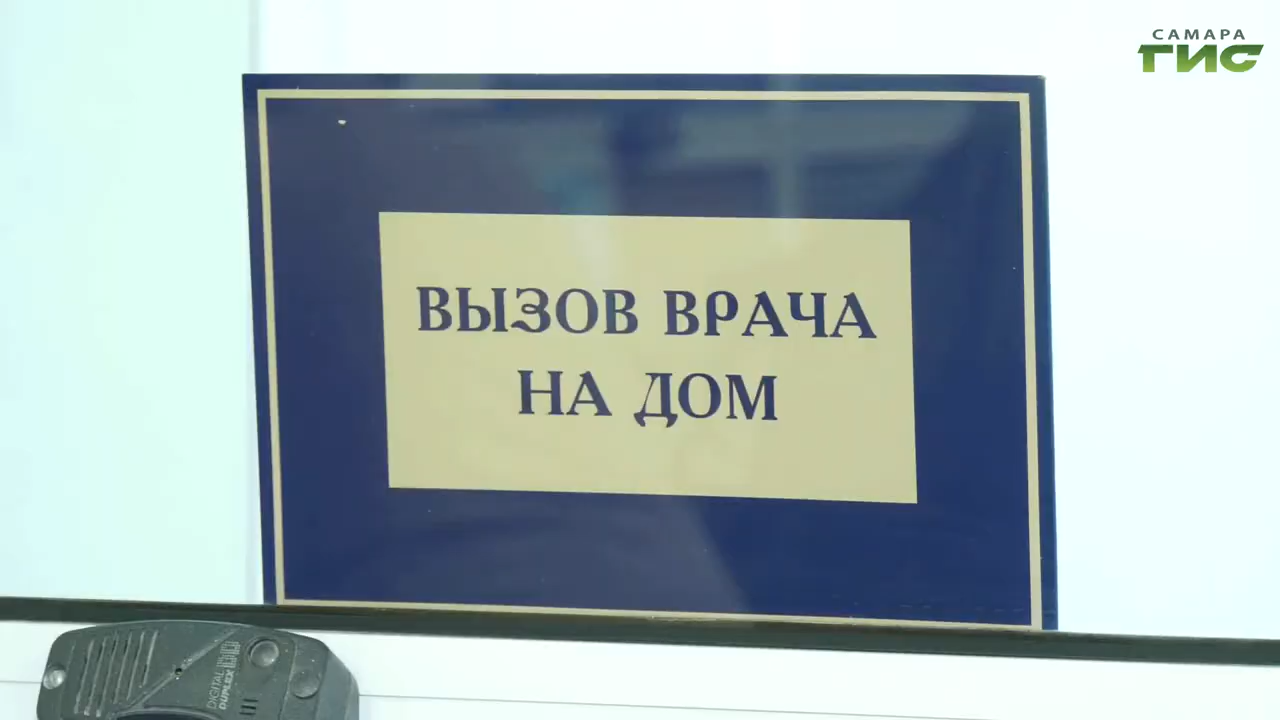 САМАРА
ГИС
ВЫЗОВ ВРАЧА
НА ДОМ
DIGITAL
DUPLEX